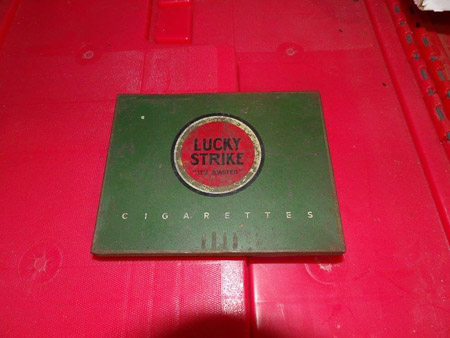 LUCKY
STRIKE
"IT'S TOASTED"
CIGARETTES